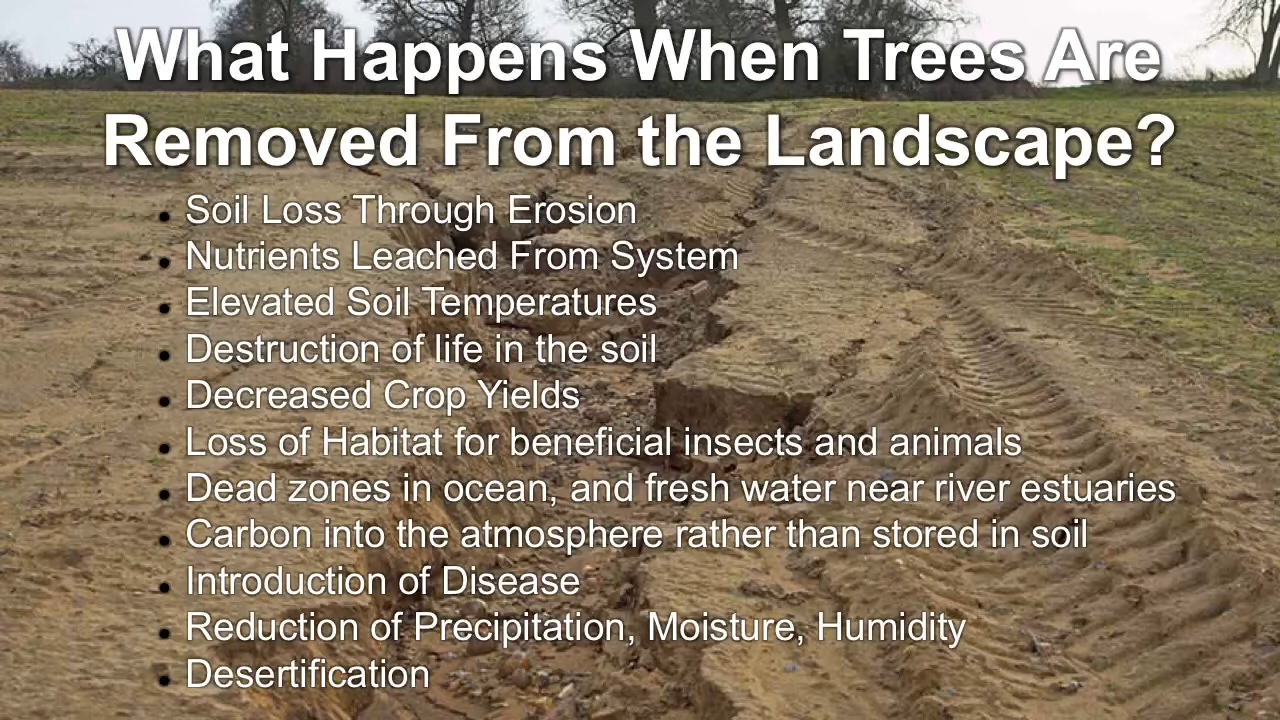 What Happens When Trees Are
Removed From the Landscape?
• Soil Loss Through Erosion
• Nutrients Leached From System
• Elevated Soil Temperatures
• Destruction of life in the soil
• Decreased Crop Yields
• Loss of Habitat for beneficial insects and animals
• Dead zones in ocean, and fresh water near river estuaries
• Carbon into the atmosphere rather than stored in soil
• Introduction of Disease
• Reduction of Precipitation, Moisture, Humidity
• Desertification